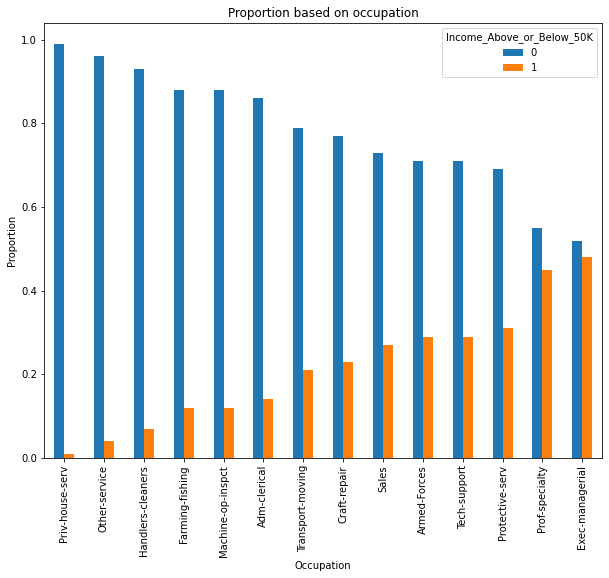 Proportion based on occupation
Income_Above_or_Below_50K
0
1
1.0
0.8
0.6
0.4
0.2
0.0
Proportion
Priv-house-serv
Other-service
Handlers-cleaners
Farming-fishing
Machine-op-inspct
Adm-clerical
Transport-moving
Craft-repair
Sales
Armed-Forces
Tech-support
Protective-serv
Prof-specialty
Exec-managerial
Occupation